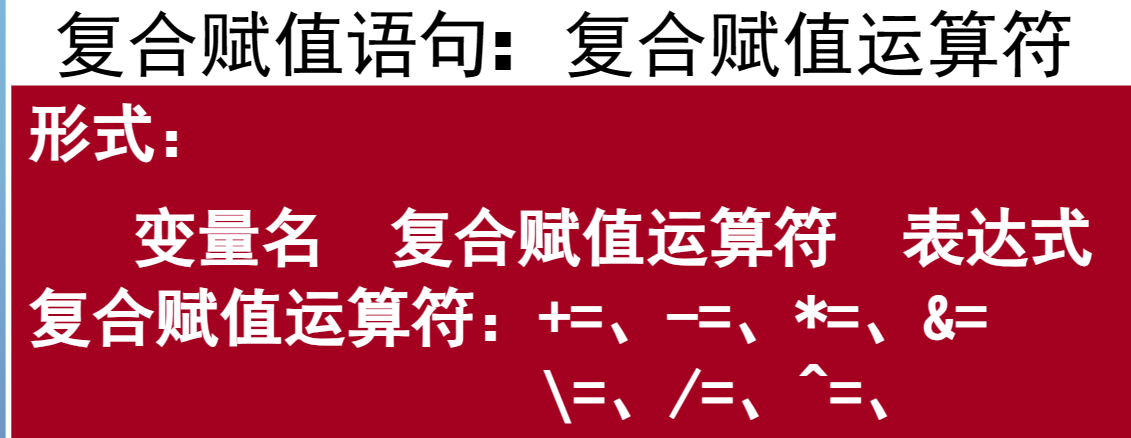 复合赋值语句：复合赋值运算符
形式：
变量名 复合赋值运算符 表达式
复合赋值运算符：+=、-=、*=、&=
\=、/=、^=、